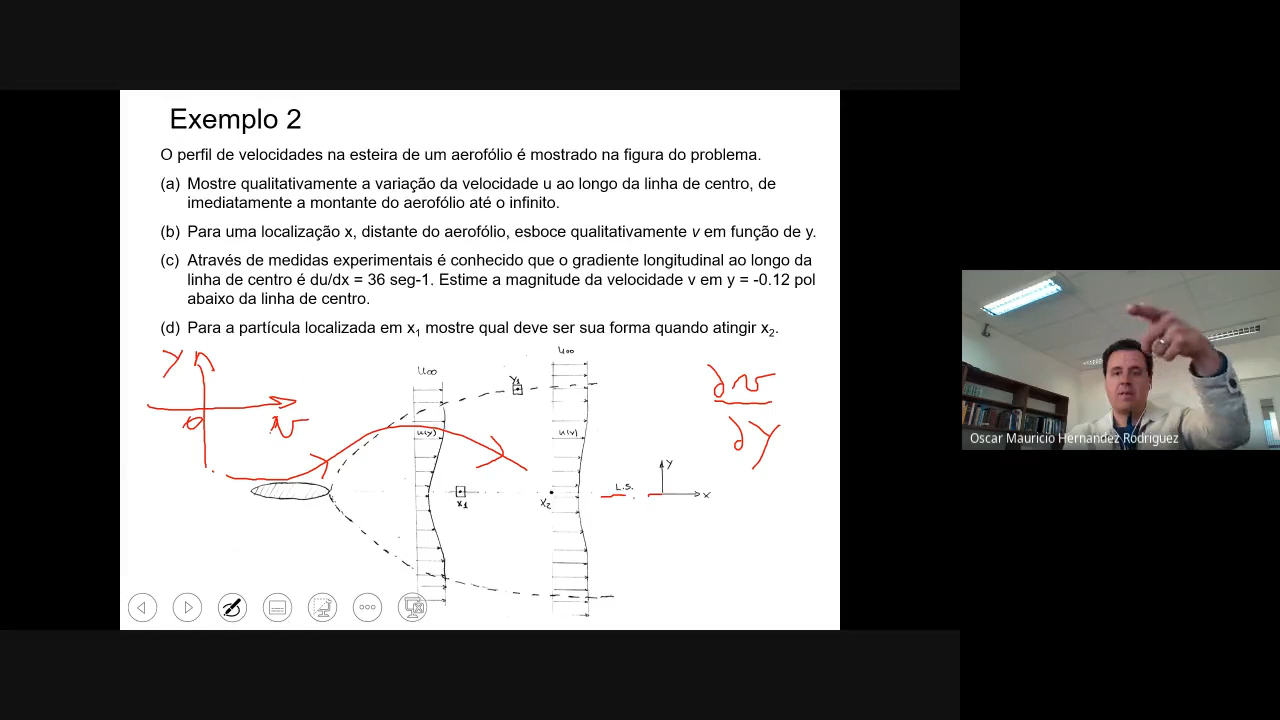 Exemplo 2
O perfil de velocidades na esteira de um aerofólio é mostrado na figura do problema.
(a) Mostre qualitativamente a variação da velocidade u ao longo da linha de centro, de
imediatamente a montante do aerofólio até o infinito.
(b) Para uma localização x, distante do aerofólio, esboce qualitativamente v em função de y.
(c) Através de medidas experimentais é conhecido que o gradiente longitudinal ao longo da
linha de centro é du/dx = 36 seg-1. Estime a magnitude da velocidade v em y = -0.12 pol
abaixo da linha de centro.
(d) Para a partícula localizada em x1 mostre qual deve ser sua forma quando atingir x2.
y
0
v
U∞
U∞
y1
u(y)
u(y)
x1
x2
L.S.
y
x
∂v
∂y
Oscar Mauricio Hernandez Rodriguez